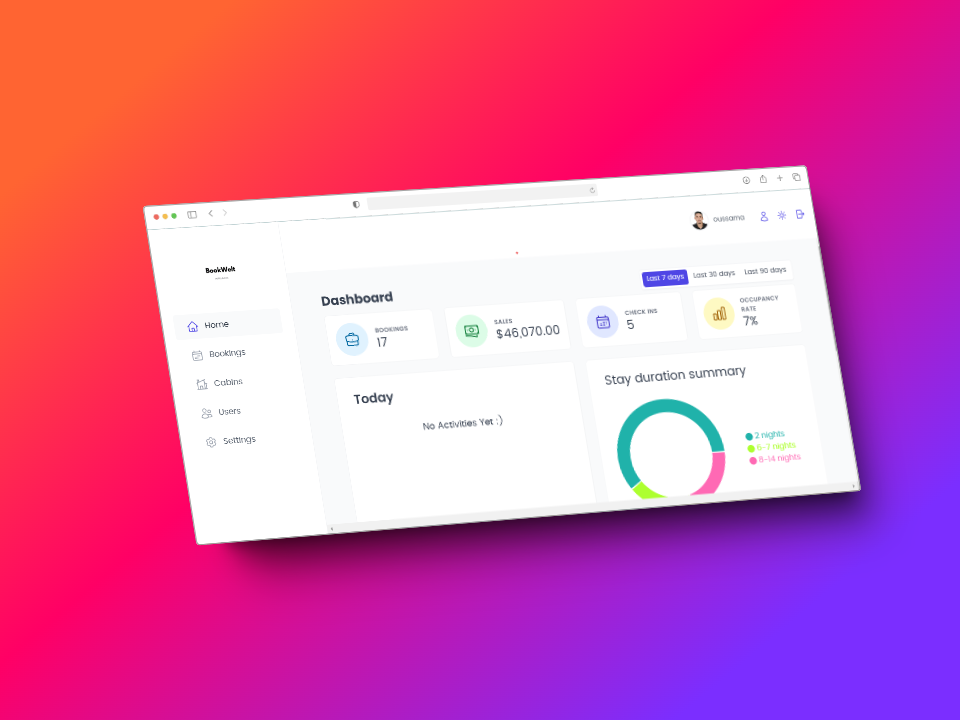 oussama
BookWelt
Home
Bookings
Cabins
Users
Settings
Dashboard
Last 7 days
Last 30 days
Last 90 days
BOOKINGS
17
SALES
$46,070.00
CHECK INS
5
OCCUPANCY
RATE
7%
Today
No Activities Yet :)
Stay duration summary
2 nights
6-7 nights
8-14 nights